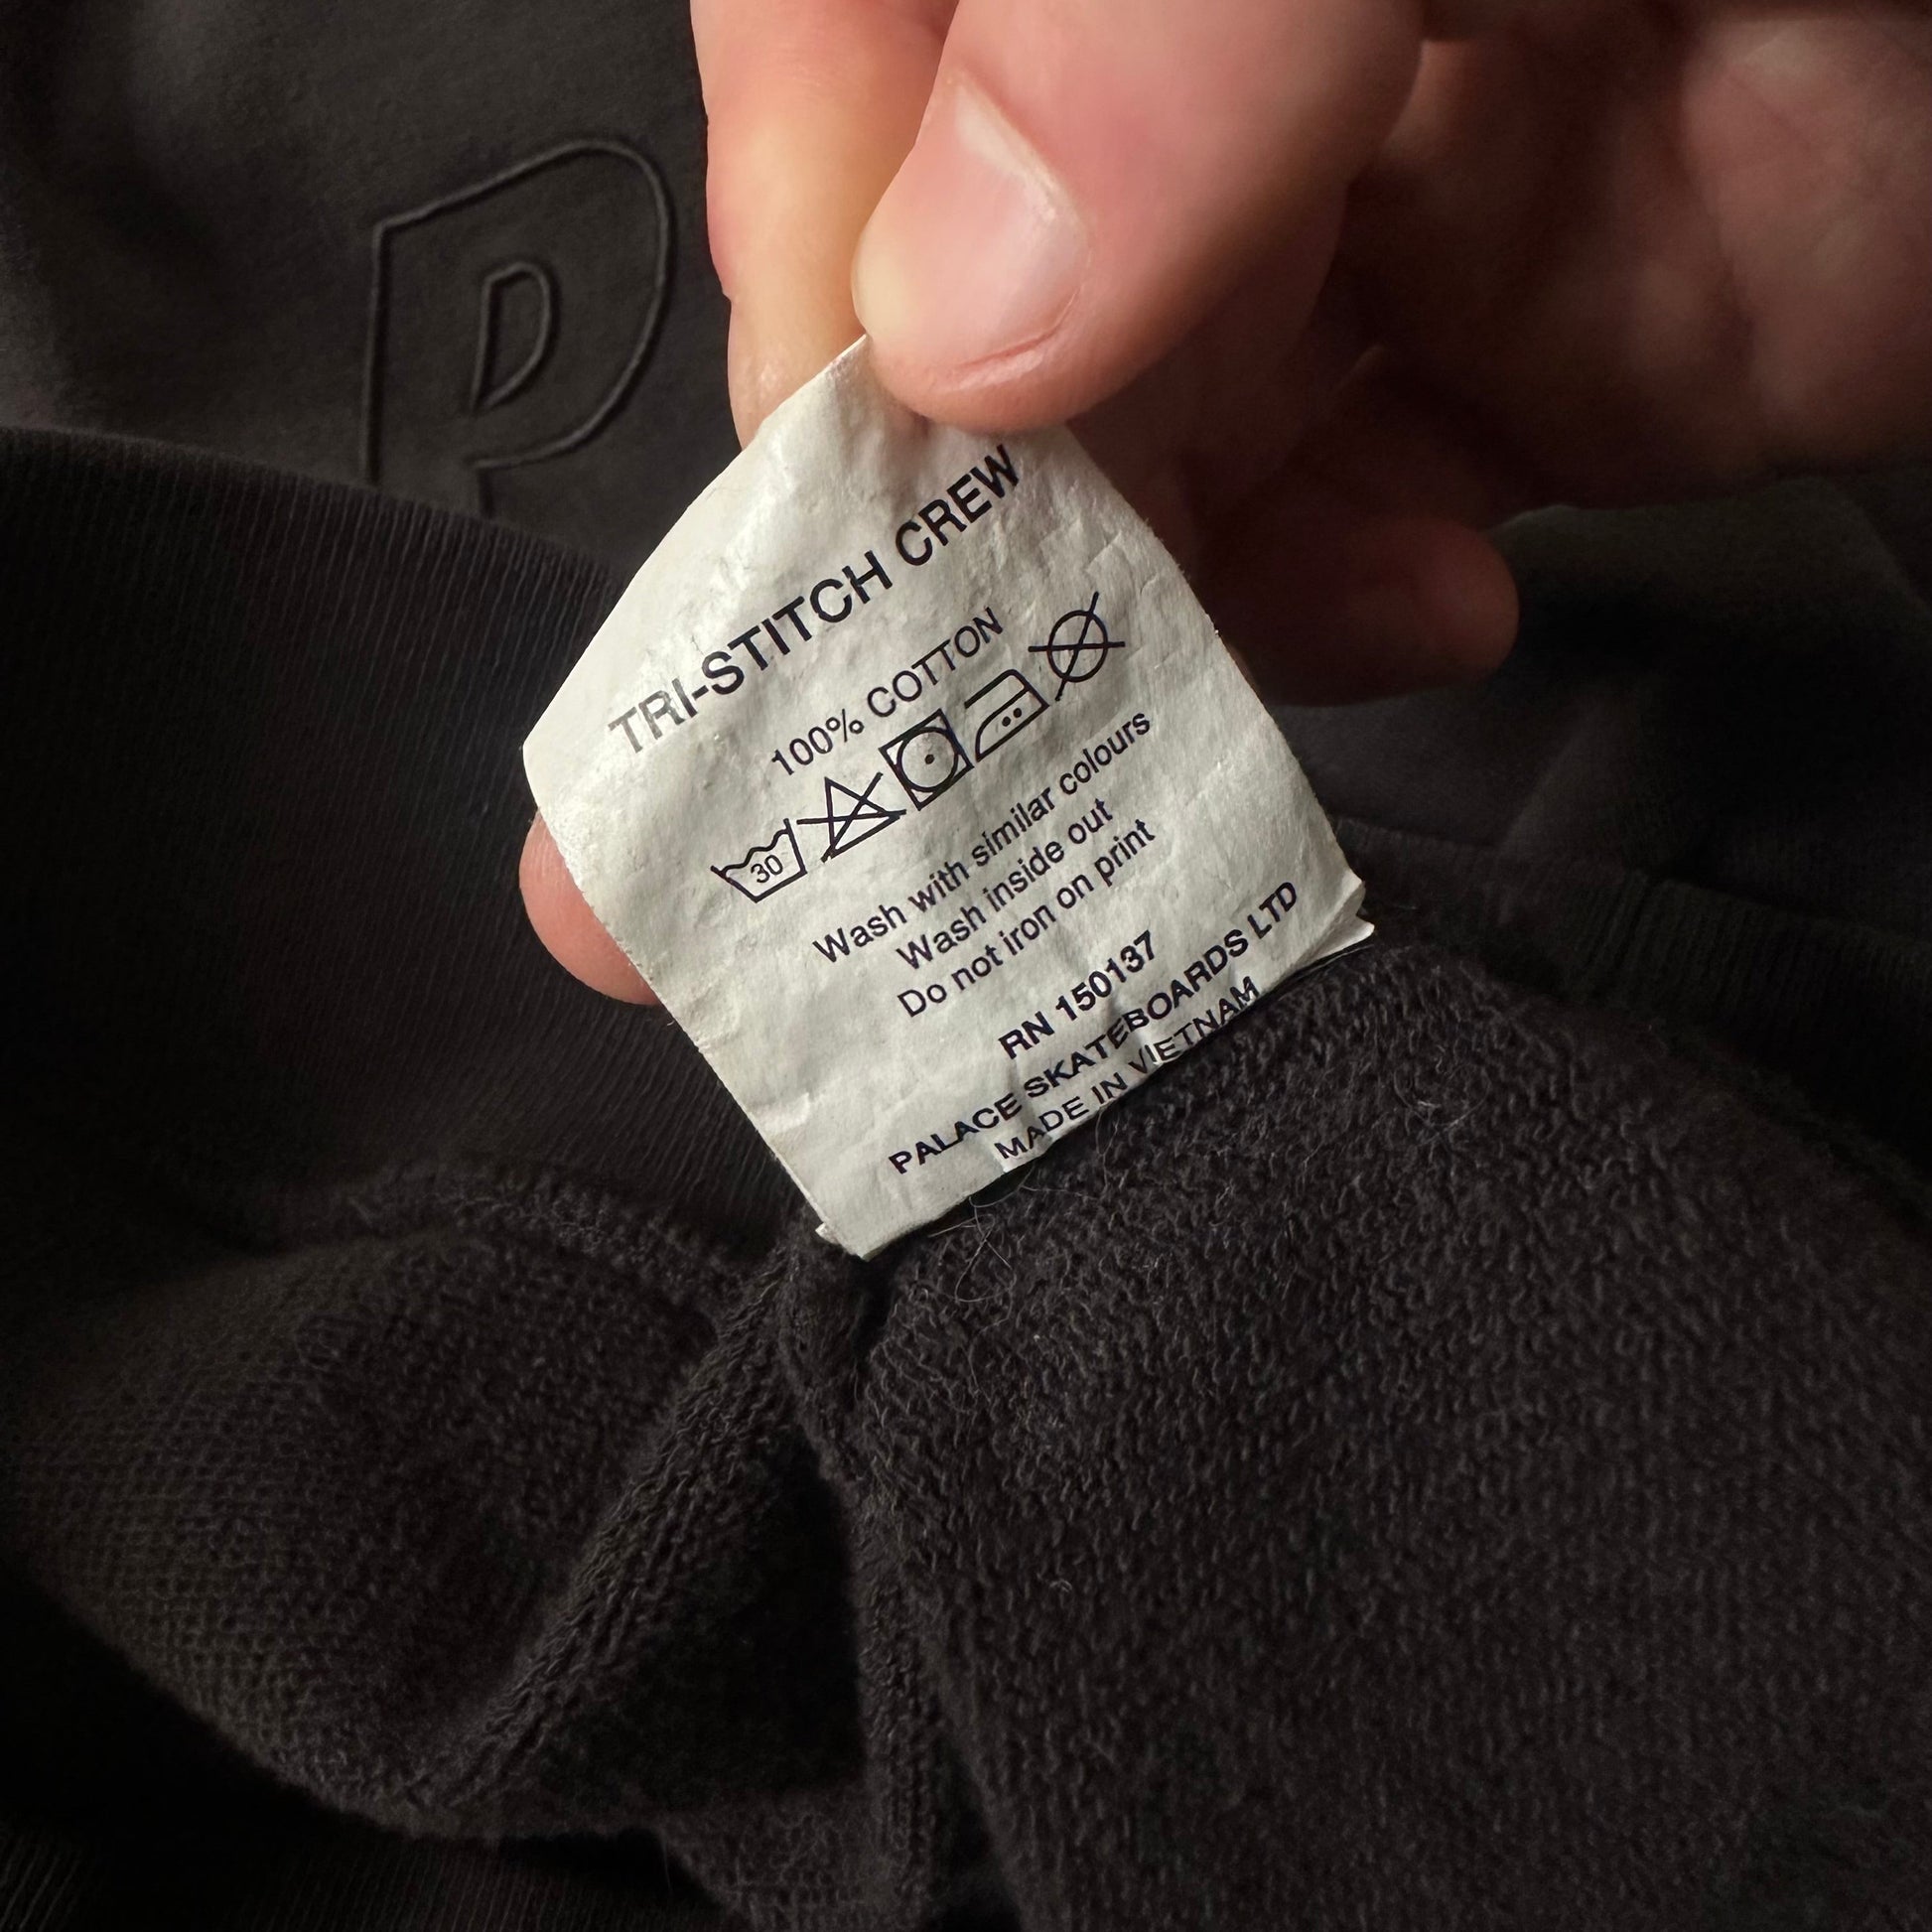 P
TRI-STITCH CREW
100% COTTON
30
Wash with similar colours
Wash inside out
Do not iron on print
RN 150137
PALACE SKATEBOARDS LTD
MADE IN VIETNAM